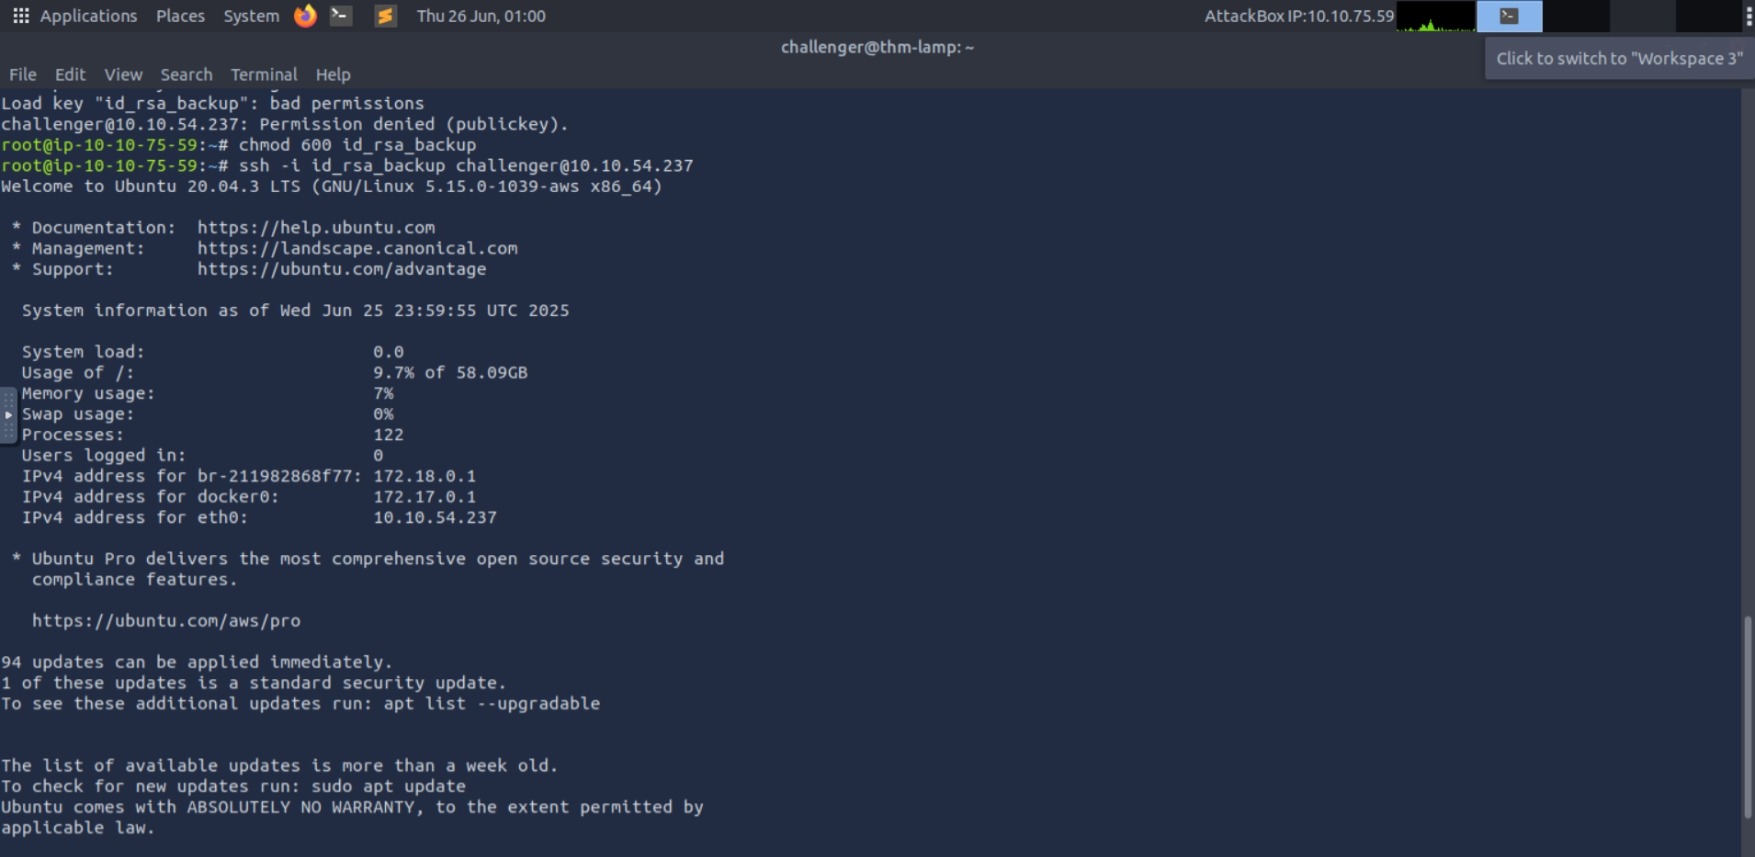 Applications Places System Thu 26 Jun, 01:00 AttackBox IP:10.10.75.59
challenger@thm-lamp: ~
Click to switch to "Workspace 3"
File Edit View Search Terminal Help
Load key "id_rsa_backup": bad permissions
challenger@10.10.54.237: Permission denied (publickey).
root@ip-10-10-75-59:~# chmod 600 id_rsa_backup
root@ip-10-10-75-59:~# ssh -i id_rsa_backup challenger@10.10.54.237
Welcome to Ubuntu 20.04.3 LTS (GNU/Linux 5.15.0-1039-aws x86_64)
* Documentation: https://help.ubuntu.com
* Management: https://landscape.canonical.com
* Support: https://ubuntu.com/advantage
System information as of Wed Jun 25 23:59:55 UTC 2025
System load: 0.0
Usage of /: 9.7% of 58.09GB
Memory usage: 7%
Swap usage: 0%
Processes: 122
Users logged in: 0
IPv4 address for br-211982868f77: 172.18.0.1
IPv4 address for docker0: 172.17.0.1
IPv4 address for eth0: 10.10.54.237
* Ubuntu Pro delivers the most comprehensive open source security and
compliance features.
https://ubuntu.com/aws/pro
94 updates can be applied immediately.
1 of these updates is a standard security update.
To see these additional updates run: apt list --upgradable
The list of available updates is more than a week old.
To check for new updates run: sudo apt update
Ubuntu comes with ABSOLUTELY NO WARRANTY, to the extent permitted by
applicable law.